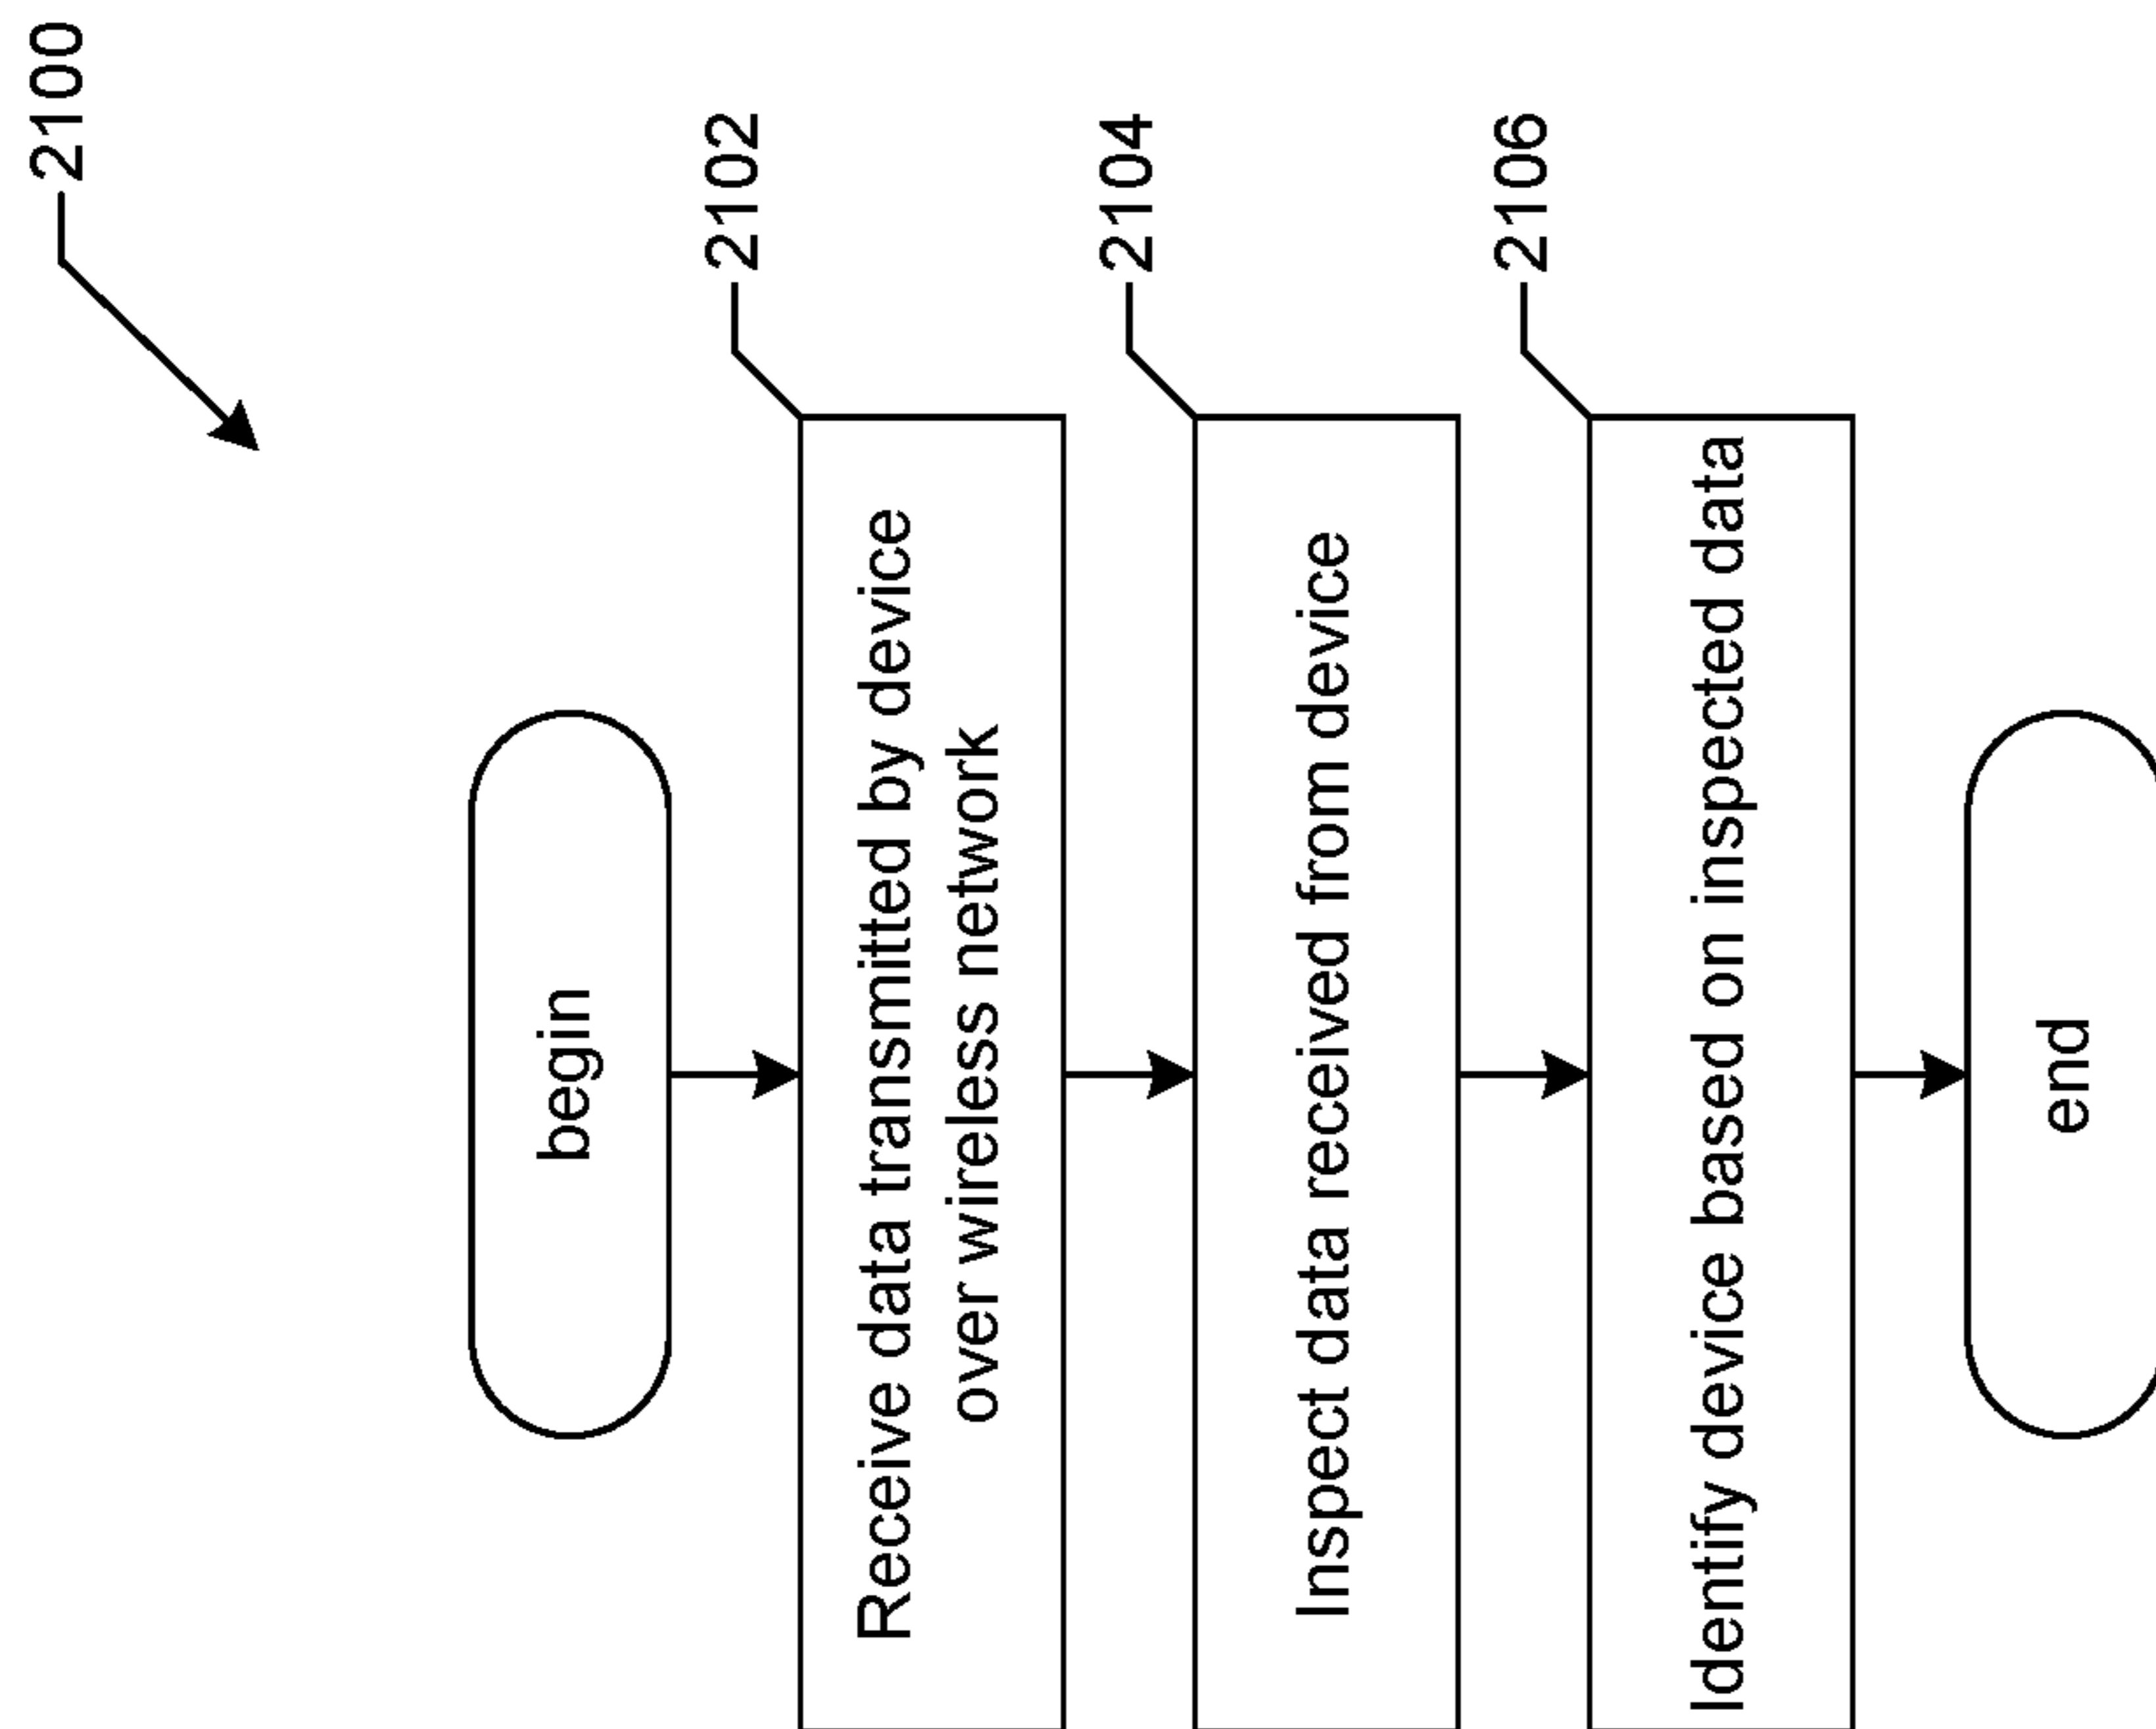 2100
begin
2102
Receive data transmitted by device
over wireless network
2104
Inspect data received from device
2106
Identify device based on inspected data
end